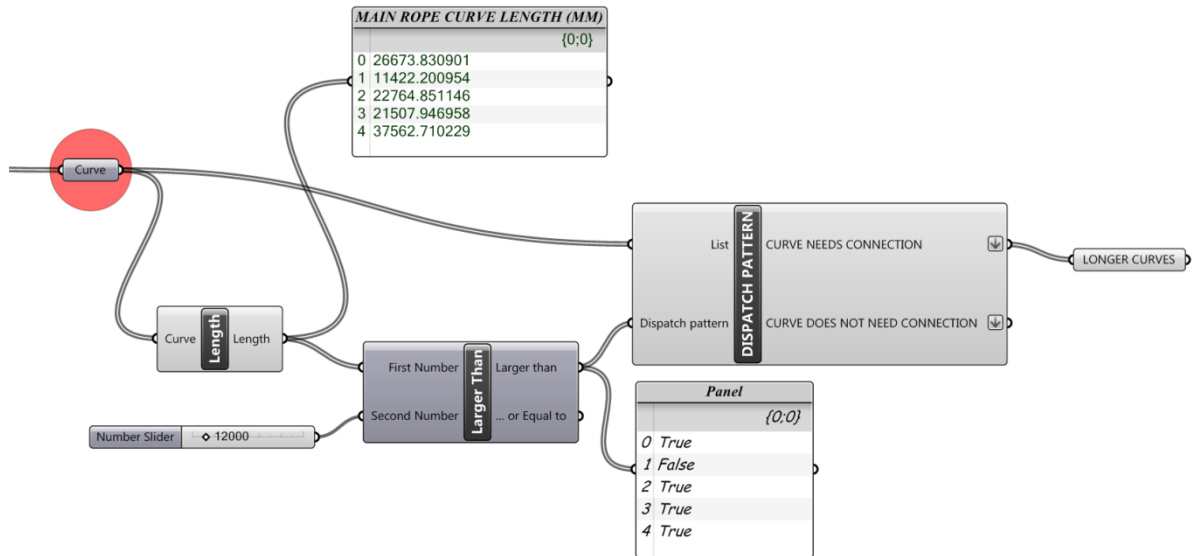 MAIN ROPE CURVE LENGTH (MM)
{0;0}
0 26673.830901
1 11422.200954
2 22764.851146
3 21507.946958
4 37562.710229
Curve
List
DISPATCH PATTERN
CURVE NEEDS CONNECTION
LONGER CURVES
Dispatch pattern
CURVE DOES NOT NEED CONNECTION
Curve
Length
Length
First Number
Larger Than
Larger than
Second Number
... or Equal to
Number Slider
12000
Panel
{0;0}
0 True
1 False
2 True
3 True
4 True